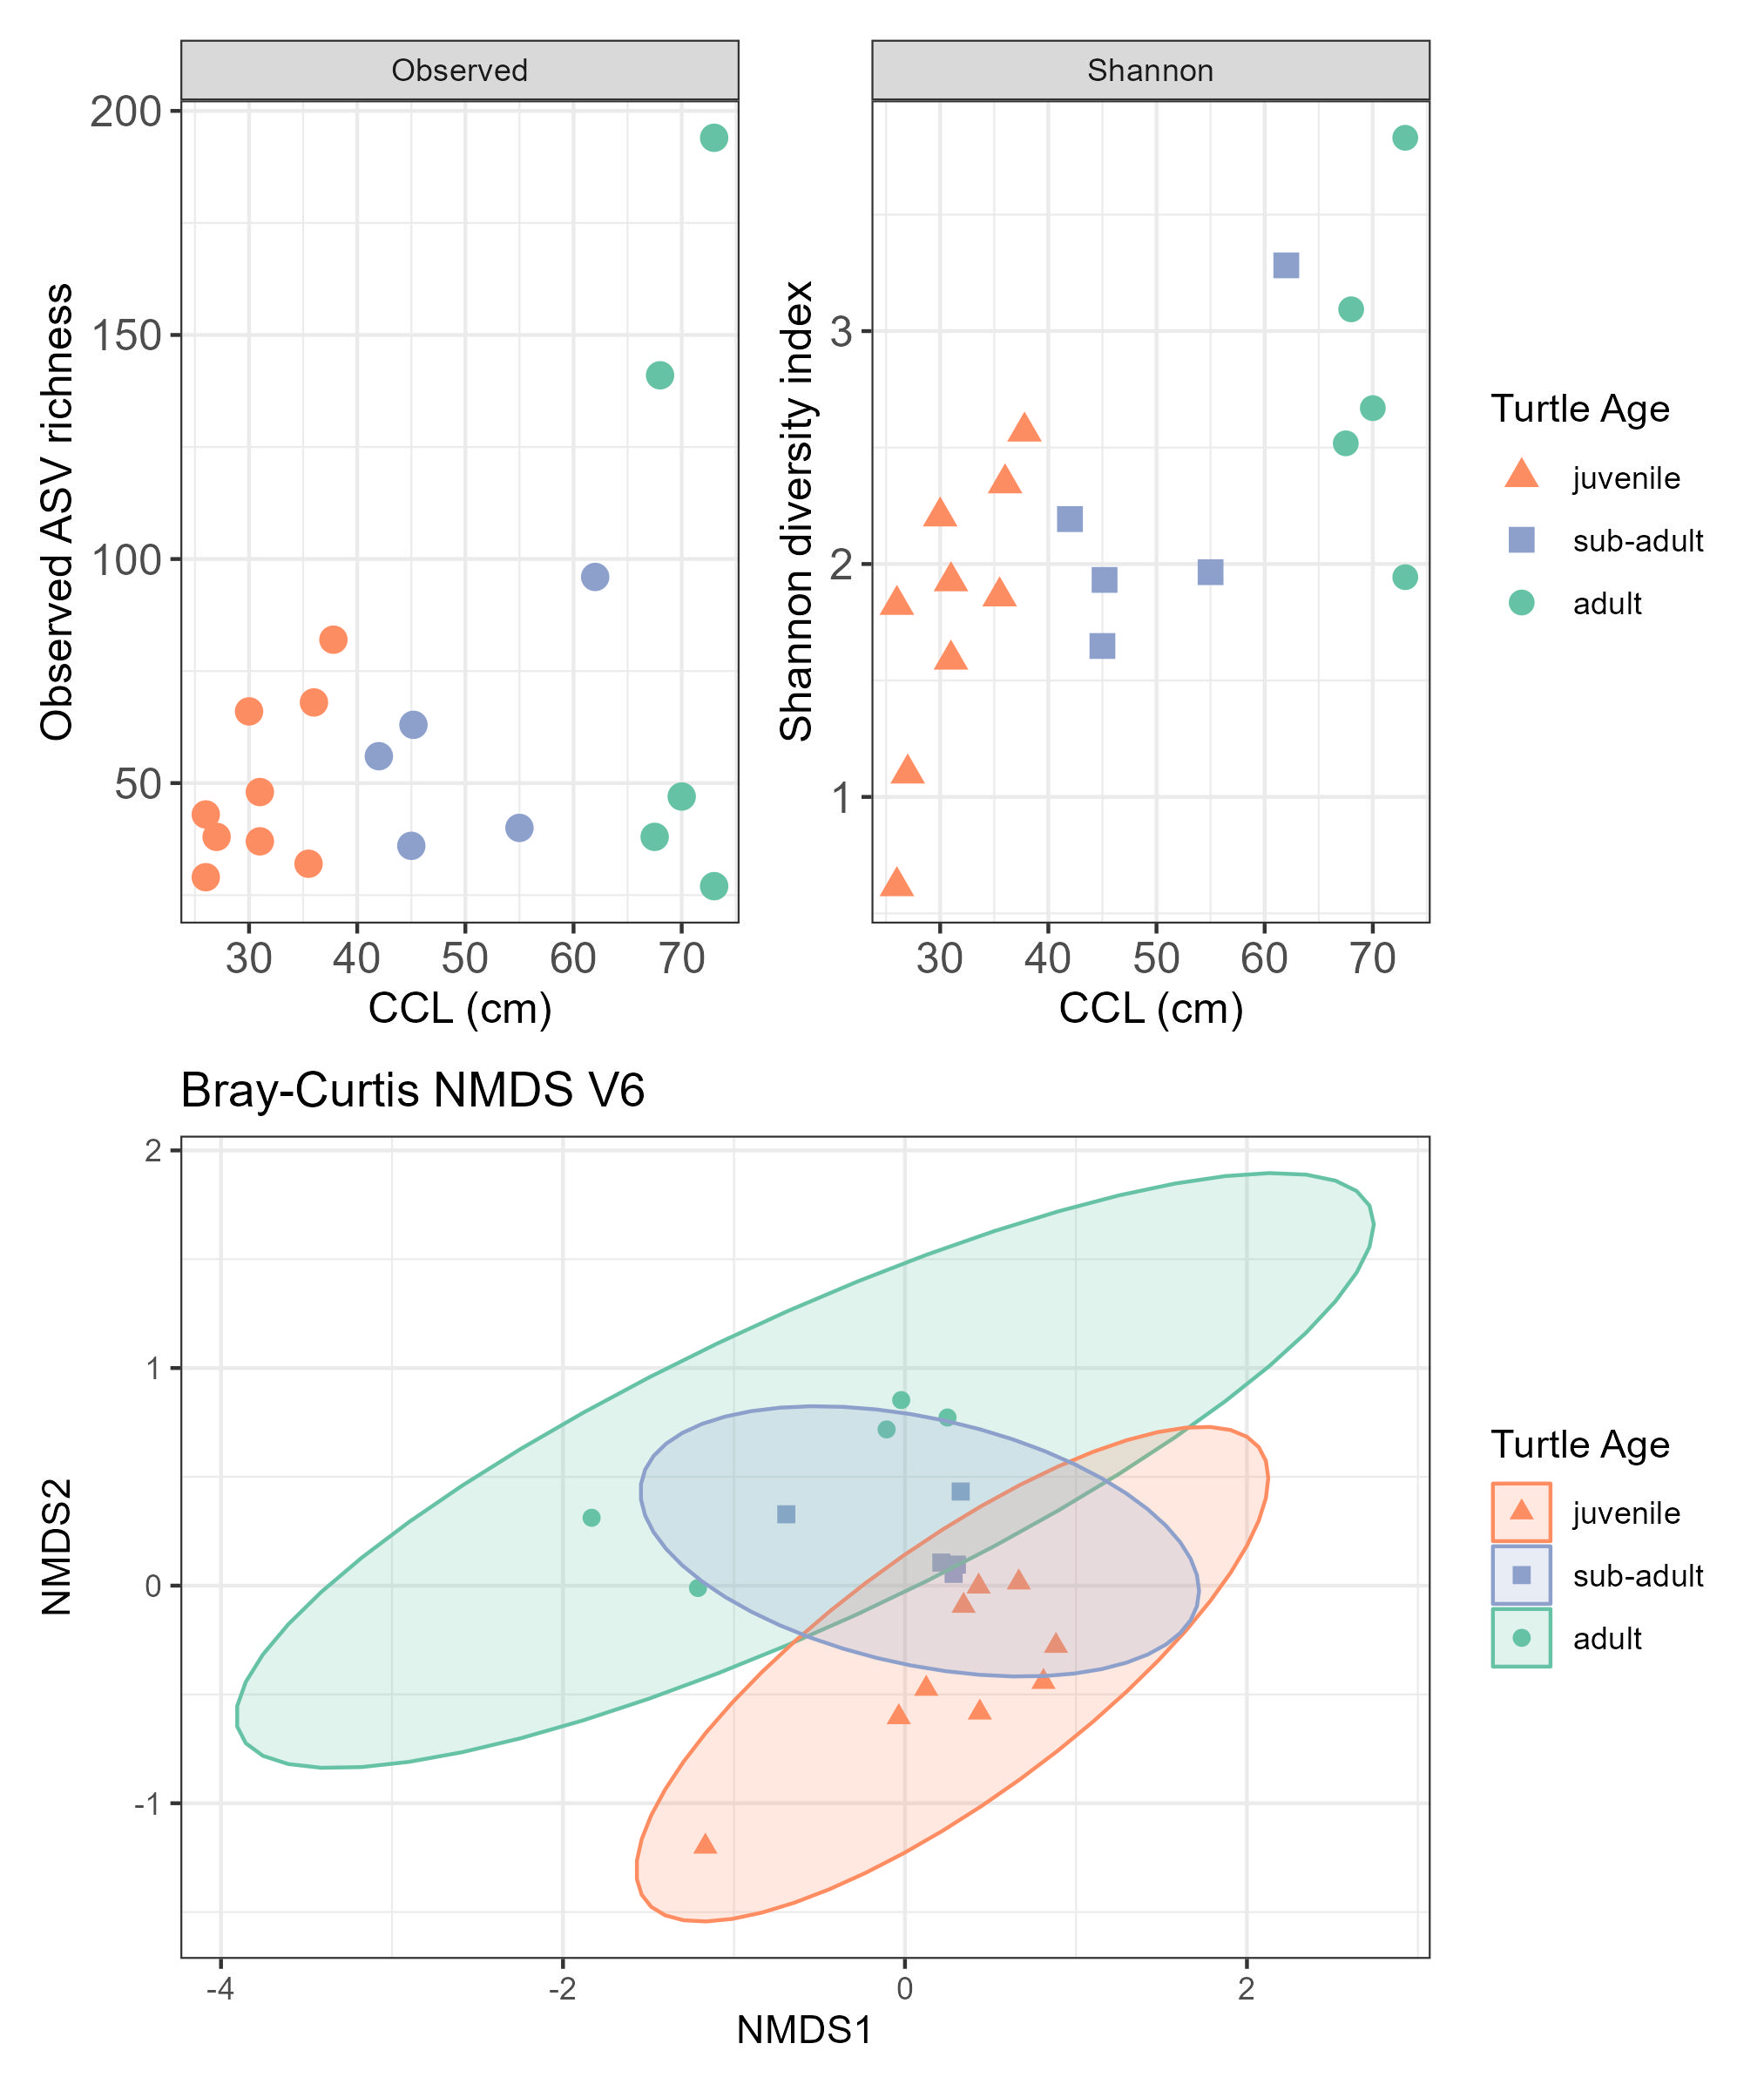 Observed
Shannon
200
150
100
50
Observed ASV richness
30 40 50 60 70
CCL (cm)
3
2
1
Shannon diversity index
30 40 50 60 70
CCL (cm)
Turtle Age
juvenile
sub-adult
adult
Bray-Curtis NMDS V6
2
1
0
-1
NMDS2
-4 -2 0 2
NMDS1
Turtle Age
juvenile
sub-adult
adult